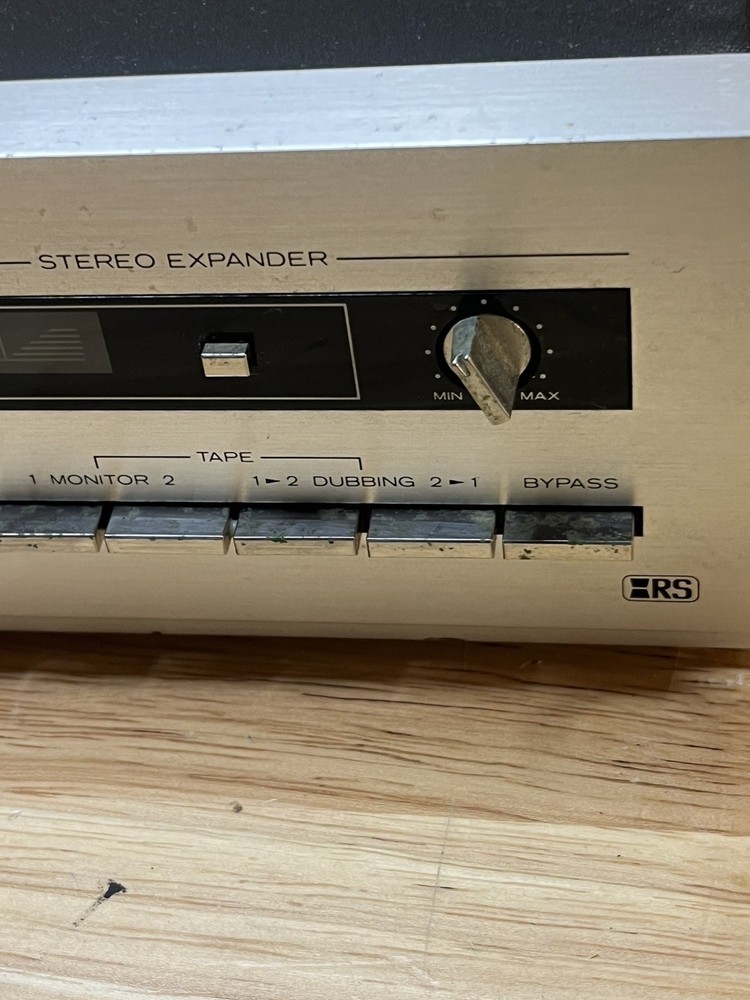 STEREO EXPANDER
MIN MAX
TAPE
1 MONITOR 2 1►2 DUBBING 2►1 BYPASS
RS